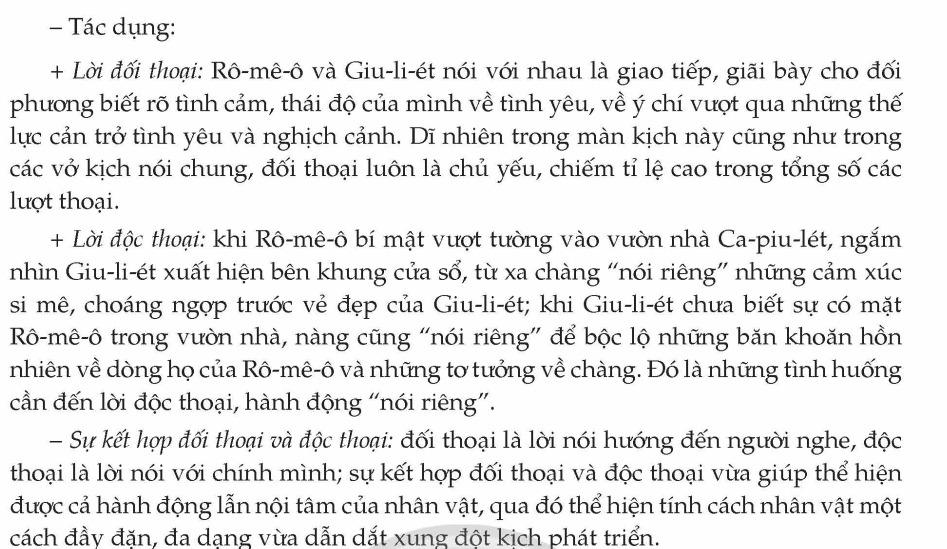 – Tác dụng:
+ Lời đối thoại: Rô-mê-ô và Giu-li-ét nói với nhau là giao tiếp, giãi bày cho đối
phương biết rõ tình cảm, thái độ của mình về tình yêu, về ý chí vượt qua những thế
lực cản trở tình yêu và nghịch cảnh. Dĩ nhiên trong màn kịch này cũng như trong
các vở kịch nói chung, đối thoại luôn là chủ yếu, chiếm tỉ lệ cao trong tổng số các
lượt thoại.
+ Lời độc thoại: khi Rô-mê-ô bí mật vượt tường vào vườn nhà Ca-piu-lét, ngắm
nhìn Giu-li-ét xuất hiện bên khung cửa sổ, từ xa chàng “nói riêng” những cảm xúc
si mê, choáng ngợp trước vẻ đẹp của Giu-li-ét; khi Giu-li-ét chưa biết sự có mặt
Rô-mê-ô trong vườn nhà, nàng cũng “nói riêng” để bộc lộ những băn khoăn hồn
nhiên về dòng họ của Rô-mê-ô và những tơ tưởng về chàng. Đó là những tình huống
cần đến lời độc thoại, hành động “nói riêng”.
– Sự kết hợp đối thoại và độc thoại: đối thoại là lời nói hướng đến người nghe, độc
thoại là lời nói với chính mình; sự kết hợp đối thoại và độc thoại vừa giúp thể hiện
được cả hành động lẫn nội tâm của nhân vật, qua đó thể hiện tính cách nhân vật một
cách đầy đặn, đa dạng vừa dẫn dắt xung đột kịch phát triển.